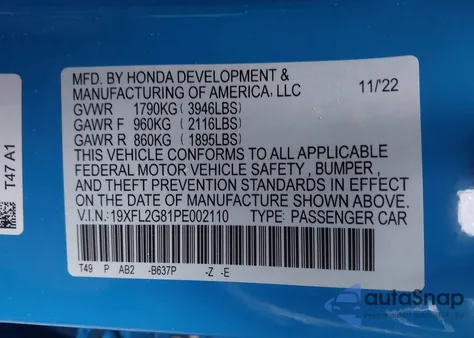 MFD. BY HONDA DEVELOPMENT &
MANUFACTURING OF AMERICA, LLC 11/22
GVWR 1790KG (3946LBS)
GAWR F 960KG (2116LBS)
GAWR R 860KG (1895LBS)
THIS VEHICLE CONFORMS TO ALL APPLICABLE
FEDERAL MOTOR VEHICLE SAFETY, BUMPER,
AND THEFT PREVENTION STANDARDS IN EFFECT
ON THE DATE OF MANUFACTURE SHOWN ABOVE.
V.I.N.:19XFL2G81PE002110 TYPE: PASSENGER CAR
T49 P AB2 -B637P -Z -E
T47 A1
autoSnap